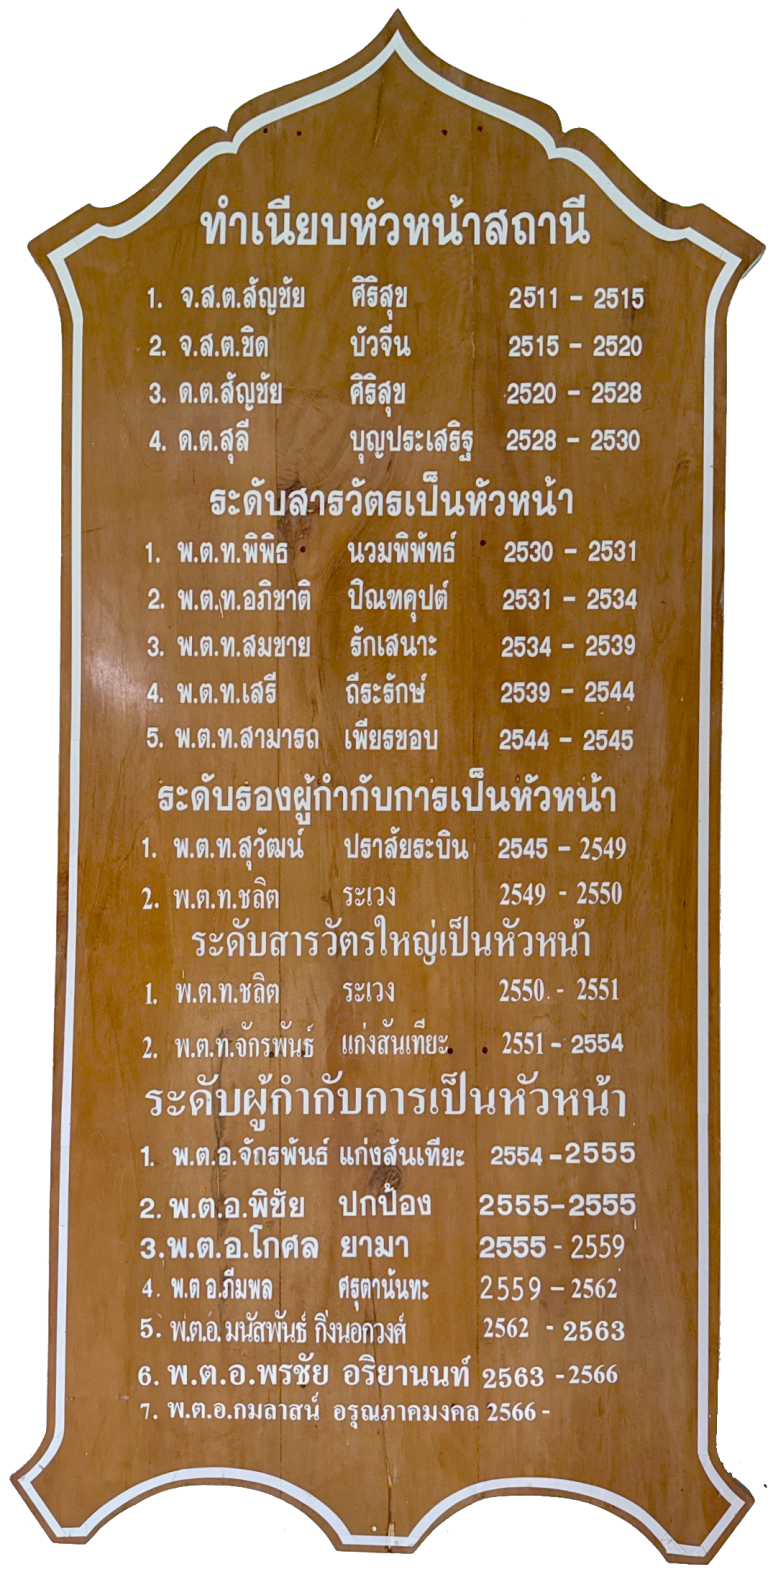 ทำเนียบหัวหน้าสถานี
1. จ.ส.ต.สัญชัย ศิริสุข 2511 - 2515
2. จ.ส.ต.ชิด บัวจีน 2515 - 2520
3. ด.ต.สัญชัย ศิริสุข 2520 - 2528
4. ด.ต.สุลี บุญประเสริฐ 2528 - 2530
ระดับสารวัตรเป็นหัวหน้า
1. พ.ต.ท.พิพิธ นวมพิพัทธ์ 2530 - 2531
2. พ.ต.ท.อภิชาติ ปิณฑคุปต์ 2531 - 2534
3. พ.ต.ท.สมชาย รักเสนาะ 2534 - 2539
4. พ.ต.ท.เสรี ถีระรักษ์ 2539 - 2544
5. พ.ต.ท.สามารถ เพียรชอบ 2544 - 2545
ระดับรองผู้กำกับการเป็นหัวหน้า
1. พ.ต.ท.สุวัฒน์ ปราสัยระบิน 2545 - 2549
2. พ.ต.ท.ชลิต ระเวง 2549 - 2550
ระดับสารวัตรใหญ่เป็นหัวหน้า
1. พ.ต.ท.ชลิต ระเวง 2550 - 2551
2. พ.ต.ท.จักรพันธ์ แก่งสันเทียะ 2551 - 2554
ระดับผู้กำกับการเป็นหัวหน้า
1. พ.ต.อ.จักรพันธ์ แก่งสันเทียะ 2554 - 2555
2. พ.ต.อ.พิชัย ปกป้อง 2555-2555
3.พ.ต.อ.โกศล ยามา 2555 - 2559
4. พ.ต อ.ภีมพล ศรุตานันทะ 2559 - 2562
5. พ.ต.อ. มนัสพันธ์ กิ่งนอกวงศ์ 2562 - 2563
6. พ.ต.อ.พรชัย อริยานนท์ 2563 - 2566
7. พ.ต.อ.กมลาสน์ อรุณภาคมงคล 2566 -